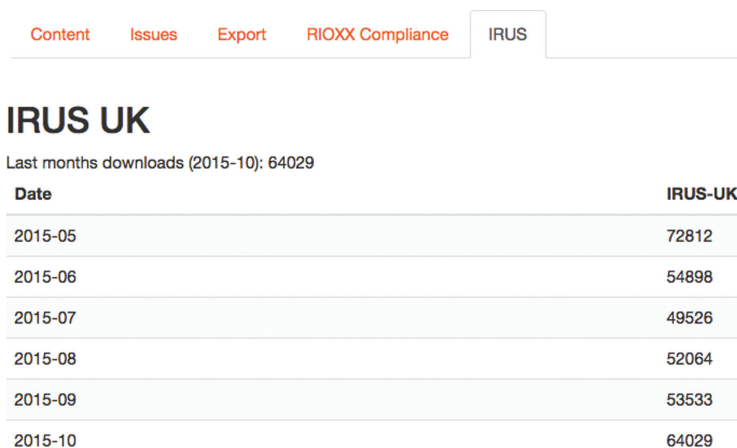 Content Issues Export RIOXX Compliance IRUS
IRUS UK
Last months downloads (2015-10): 64029
Date IRUS-UK
2015-05 72812
2015-06 54898
2015-07 49526
2015-08 52064
2015-09 53533
2015-10 64029